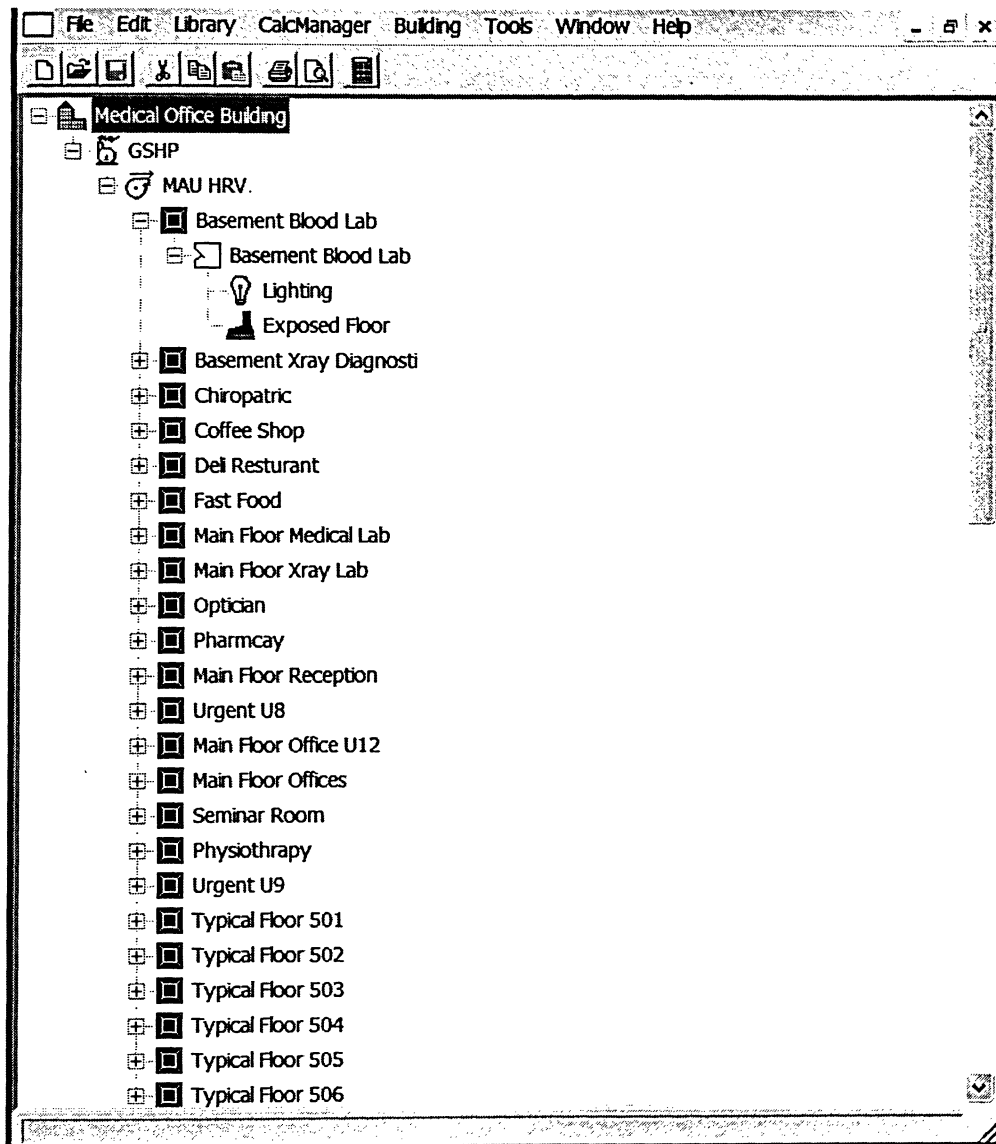 File Edit Library CalcManager Building Tools Window Help
Medical Office Building
GSHP
MAU HRV.
Basement Blood Lab
Basement Blood Lab
Lighting
Exposed Floor
Basement Xray Diagnosti
Chiropatric
Coffee Shop
Deli Resturant
Fast Food
Main Floor Medical Lab
Main Floor Xray Lab
Optician
Pharmcay
Main Floor Reception
Urgent U8
Main Floor Office U12
Main Floor Offices
Seminar Room
Physiothrapy
Urgent U9
Typical Floor 501
Typical Floor 502
Typical Floor 503
Typical Floor 504
Typical Floor 505
Typical Floor 506